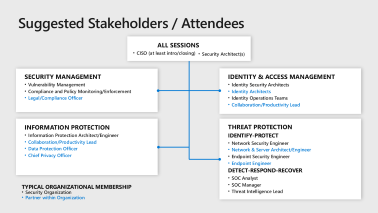 Suggested Stakeholders / Attendees
ALL SESSIONS
• CISO (at least intro/closing) • Security Architect(s)
SECURITY MANAGEMENT
• Vulnerability Management
• Compliance and Policy Monitoring/Enforcement
• Legal/Compliance Officer
IDENTITY & ACCESS MANAGEMENT
• Identity Security Architects
• Identity Architects
• Identity Operations Teams
• Collaboration/Productivity Lead
INFORMATION PROTECTION
• Information Protection Architect/Engineer
• Collaboration/Productivity Lead
• Data Protection Officer
• Chief Privacy Officer
THREAT PROTECTION
IDENTIFY-PROTECT
• Network Security Engineer
• Network & Server Architect/Engineer
• Endpoint Security Engineer
• Endpoint Engineer
DETECT-RESPOND-RECOVER
• SOC Analyst
• SOC Manager
• Threat Intelligence Lead
TYPICAL ORGANIZATIONAL MEMBERSHIP
• Security Organization
• Partner within Organization